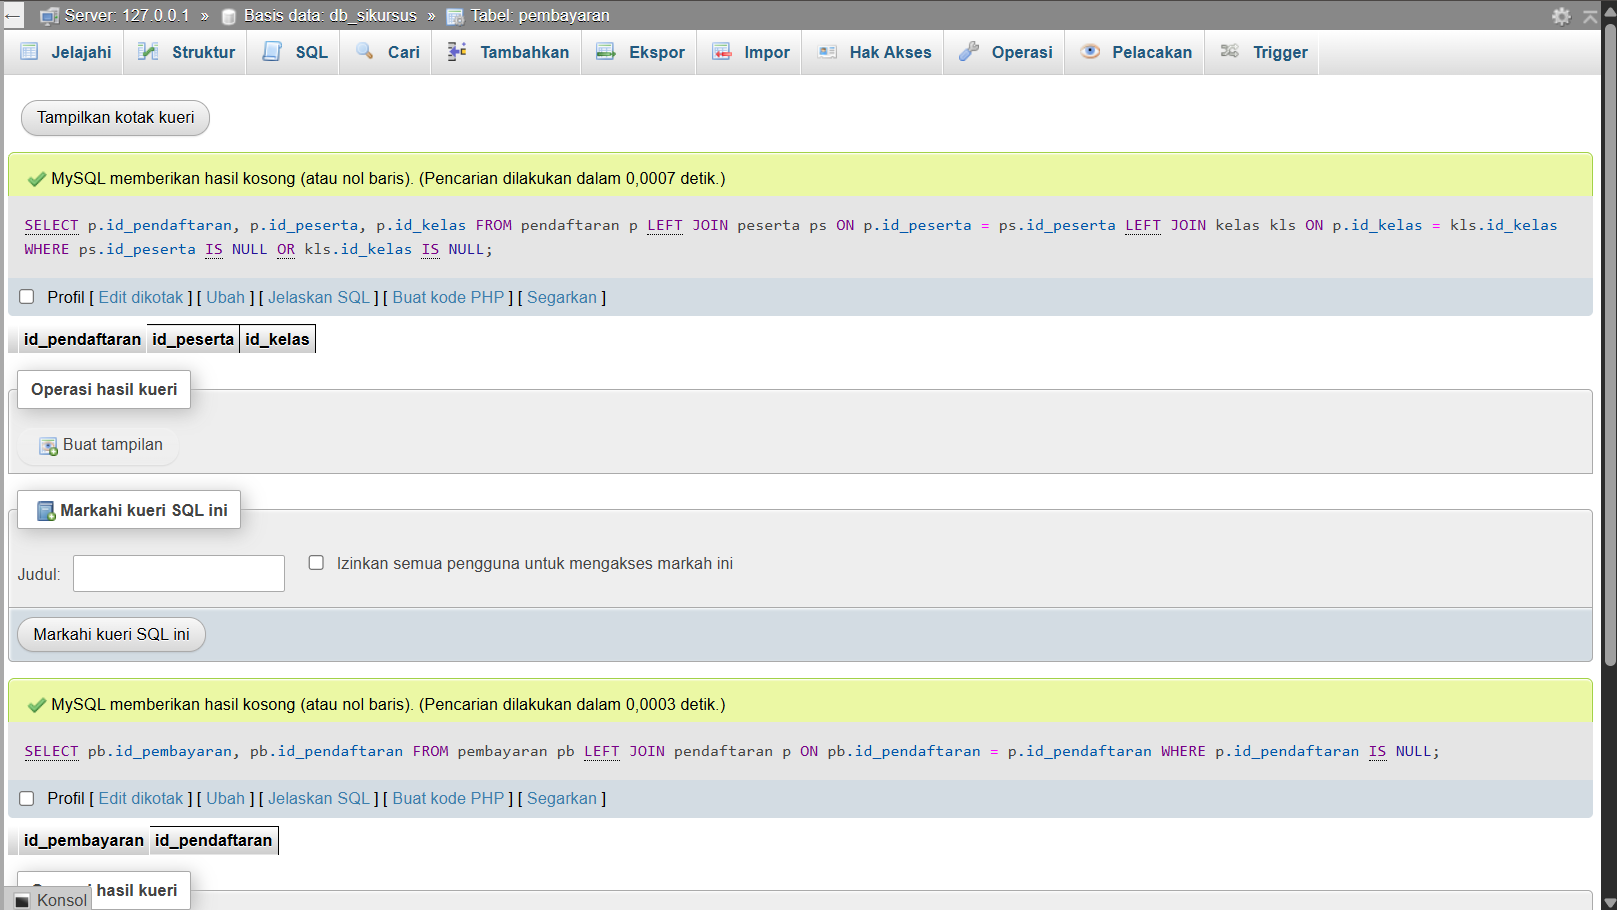 Server: 127.0.0.1 » Basis data: db_sikursus » Tabel: pembayaran
Jelajahi Struktur SQL Cari Tambahkan Ekspor Impor Hak Akses Operasi Pelacakan Trigger
Tampilkan kotak kueri
MySQL memberikan hasil kosong (atau nol baris). (Pencarian dilakukan dalam 0,0007 detik.)
SELECT p.id_pendaftaran, p.id_peserta, p.id_kelas FROM pendaftaran p LEFT JOIN peserta ps ON p.id_peserta = ps.id_peserta LEFT JOIN kelas kls ON p.id_kelas = kls.id_kelas
WHERE ps.id_peserta IS NULL OR kls.id_kelas IS NULL;
Profil [ Edit dikotak ] [ Ubah ] [ Jelaskan SQL ] [ Buat kode PHP ] [ Segarkan ]
id_pendaftaran id_peserta id_kelas
Operasi hasil kueri
Buat tampilan
Markahi kueri SQL ini
Judul: Izinkan semua pengguna untuk mengakses markah ini
Markahi kueri SQL ini
MySQL memberikan hasil kosong (atau nol baris). (Pencarian dilakukan dalam 0,0003 detik.)
SELECT pb.id_pembayaran, pb.id_pendaftaran FROM pembayaran pb LEFT JOIN pendaftaran p ON pb.id_pendaftaran = p.id_pendaftaran WHERE p.id_pendaftaran IS NULL;
Profil [ Edit dikotak ] [ Ubah ] [ Jelaskan SQL ] [ Buat kode PHP ] [ Segarkan ]
id_pembayaran id_pendaftaran
hasil kueri
Konsol